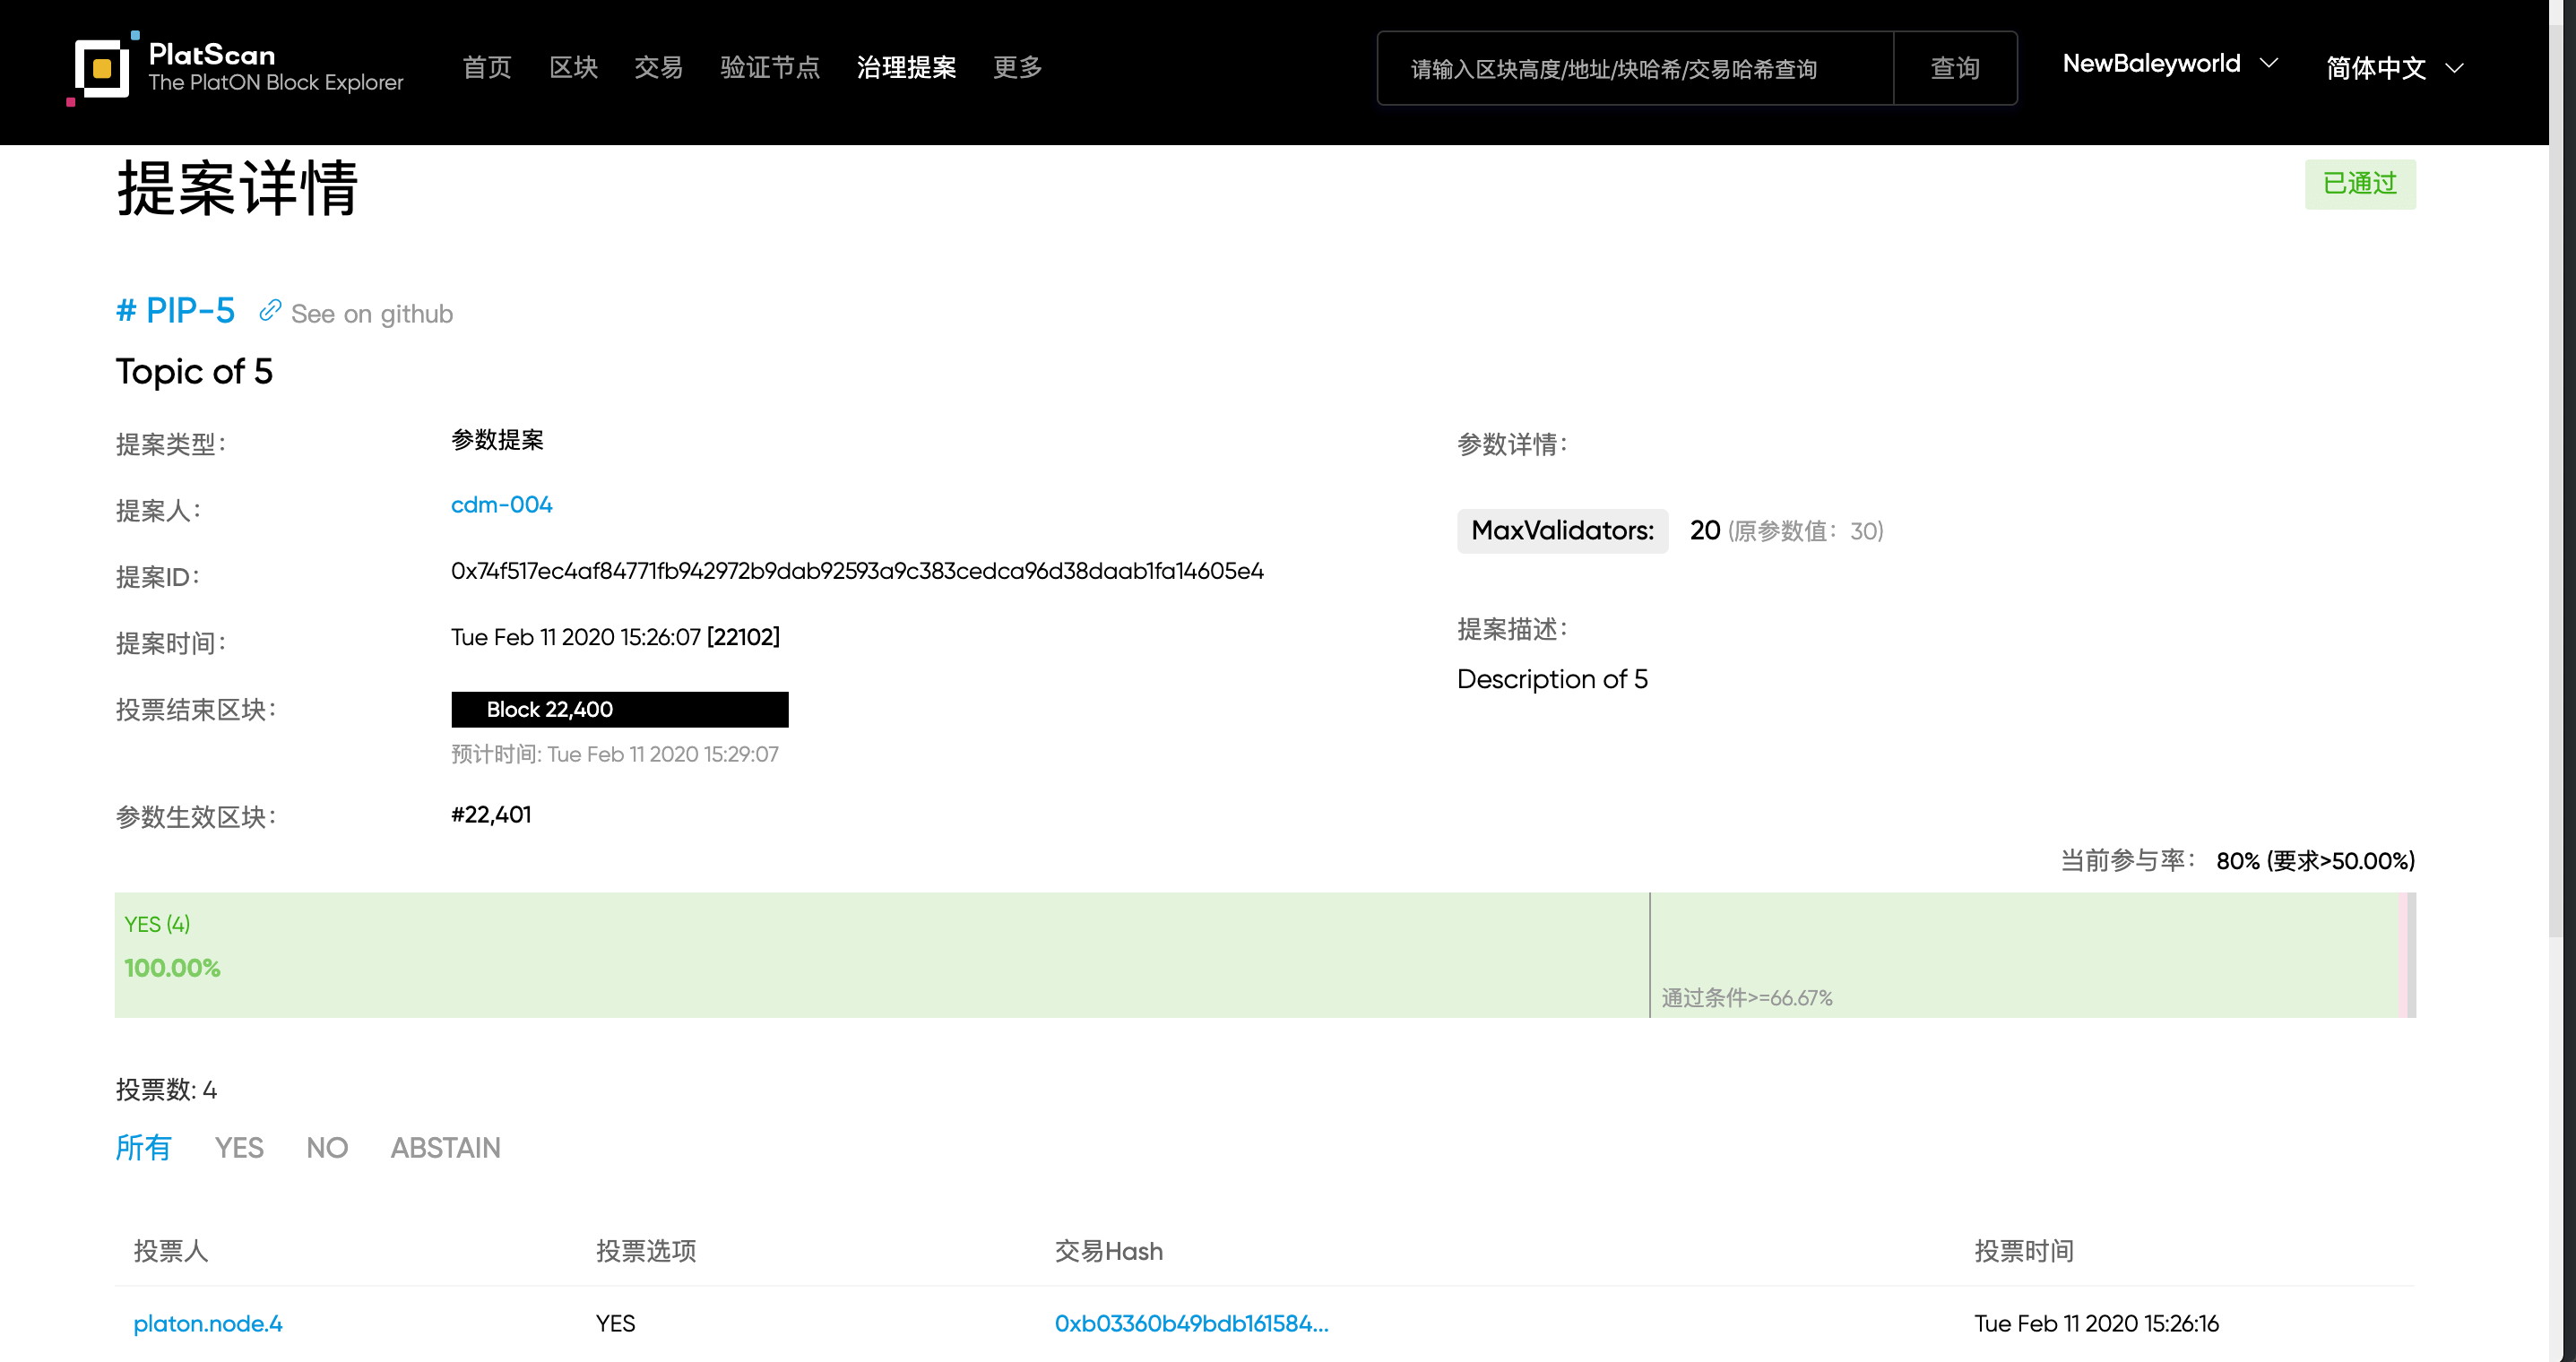 PlatScan
The PlatON Block Explorer
首页 区块 交易 验证节点 治理提案 更多
请输入区块高度/地址/块哈希/交易哈希查询 查询
NewBaleyworld 简体中文
提案详情
已通过
# PIP-5 See on github
Topic of 5
提案类型： 参数提案
提案人： cdm-004
提案ID： 0x74f517ec4af84771fb942972b9dab92593a9c383cedca96d38daab1fa14605e4
提案时间： Tue Feb 11 2020 15:26:07 [22102]
投票结束区块： Block 22,400
预计时间: Tue Feb 11 2020 15:29:07
参数生效区块： #22,401
参数详情：
MaxValidators: 20 (原参数值：30)
提案描述：
Description of 5
当前参与率： 80% (要求>50.00%)
YES (4)
100.00%
通过条件>=66.67%
投票数: 4
所有 YES NO ABSTAIN
投票人 投票选项 交易Hash 投票时间
platon.node.4 YES 0xb03360b49bdb161584... Tue Feb 11 2020 15:26:16